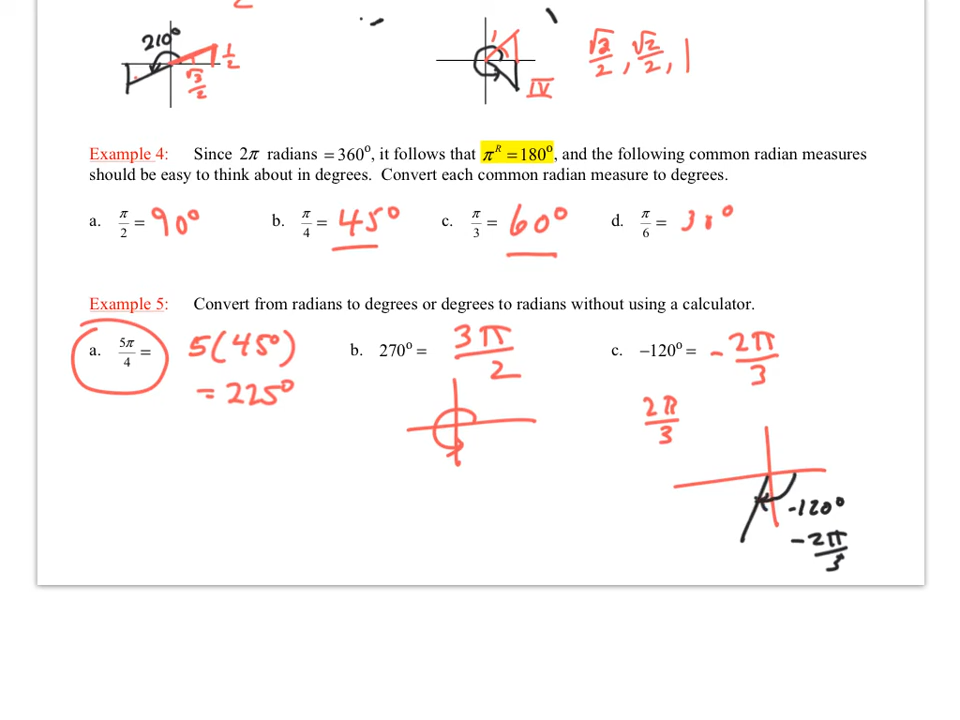 210° 1/2 √3/2
1 IV √2/2, √2/2, 1
Example 4: Since 2π radians = 360°, it follows that π^R = 180°, and the following common radian measures
should be easy to think about in degrees. Convert each common radian measure to degrees.
a. π/2 = 90° b. π/4 = 45° c. π/3 = 60° d. π/6 = 30°
Example 5: Convert from radians to degrees or degrees to radians without using a calculator.
a. 5π/4 = 5(45°) b. 270° = 3π/2 c. −120° = -2π/3
= 225°
2π/3
-120°
-2π/3